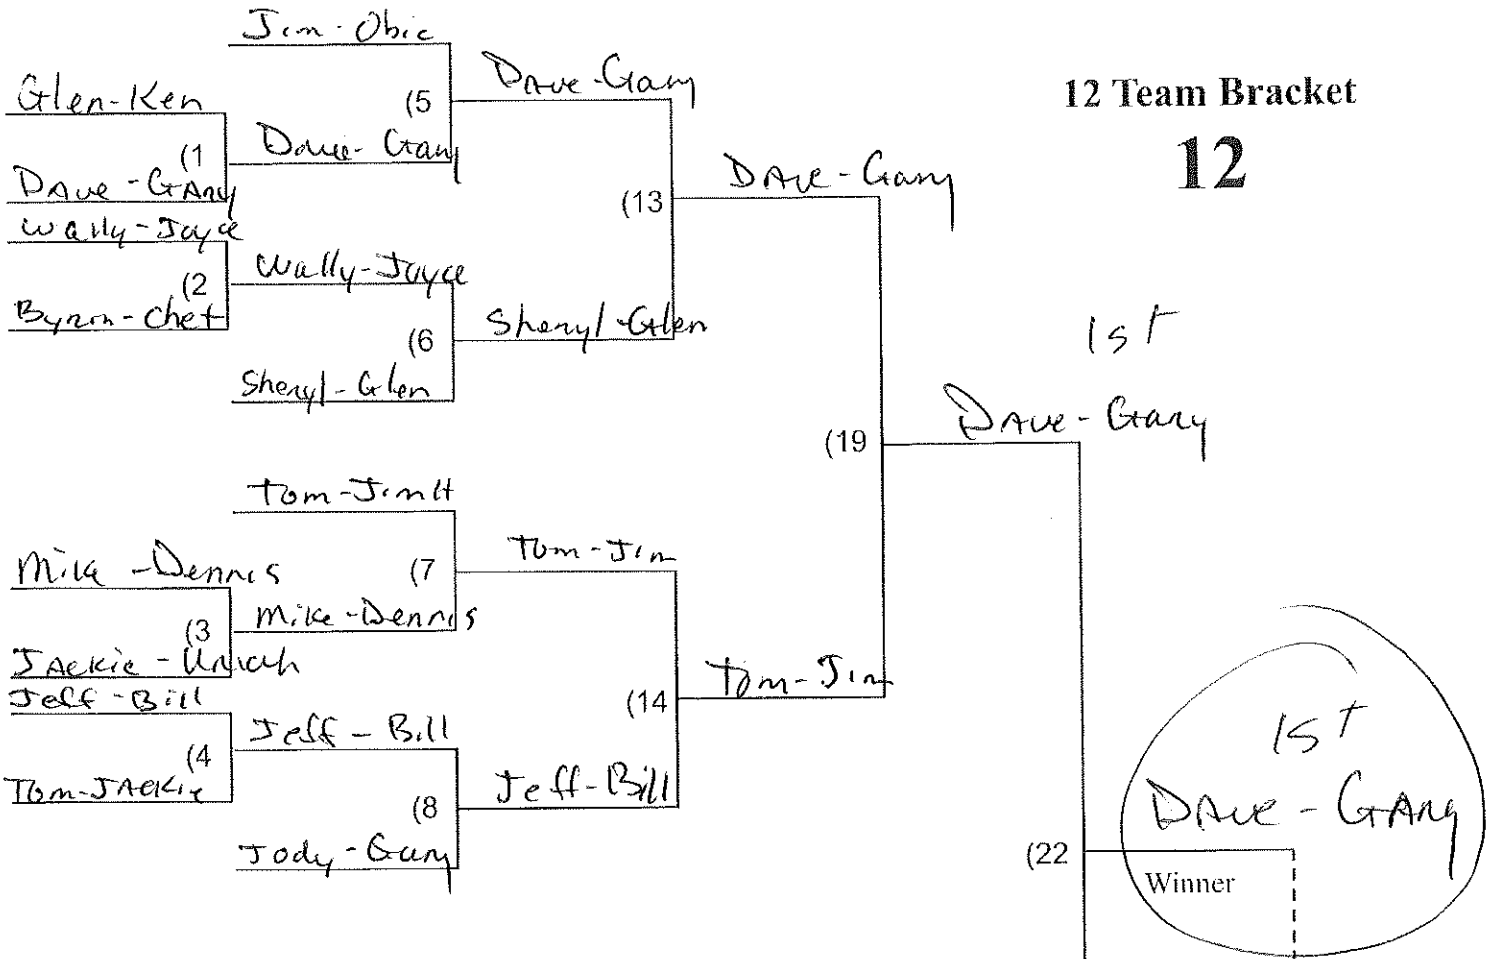 Jim-Obie
Glen-Ken
(5
Dave-Gary
12 Team Bracket
(1
Dave-Gary
12
Dave-Gary
Dave-Gary
Wally-Joyce
(13
(2
Wally-Joyce
Byron-Chet
(6
Sheryl-Glen
1st
Sheryl-Glen
Dave-Gary
(19
Tom-Jim H
Mike-Dennis
(7
Tom-Jim
(3
Mike-Dennis
Jackie-Uriah
Jeff-Bill
(14
Tom-Jim
(4
Jeff-Bill
1st
Tom-Jackie
(8
Jeff-Bill
Dave-Gary
Jody-Gary
(22
Winner